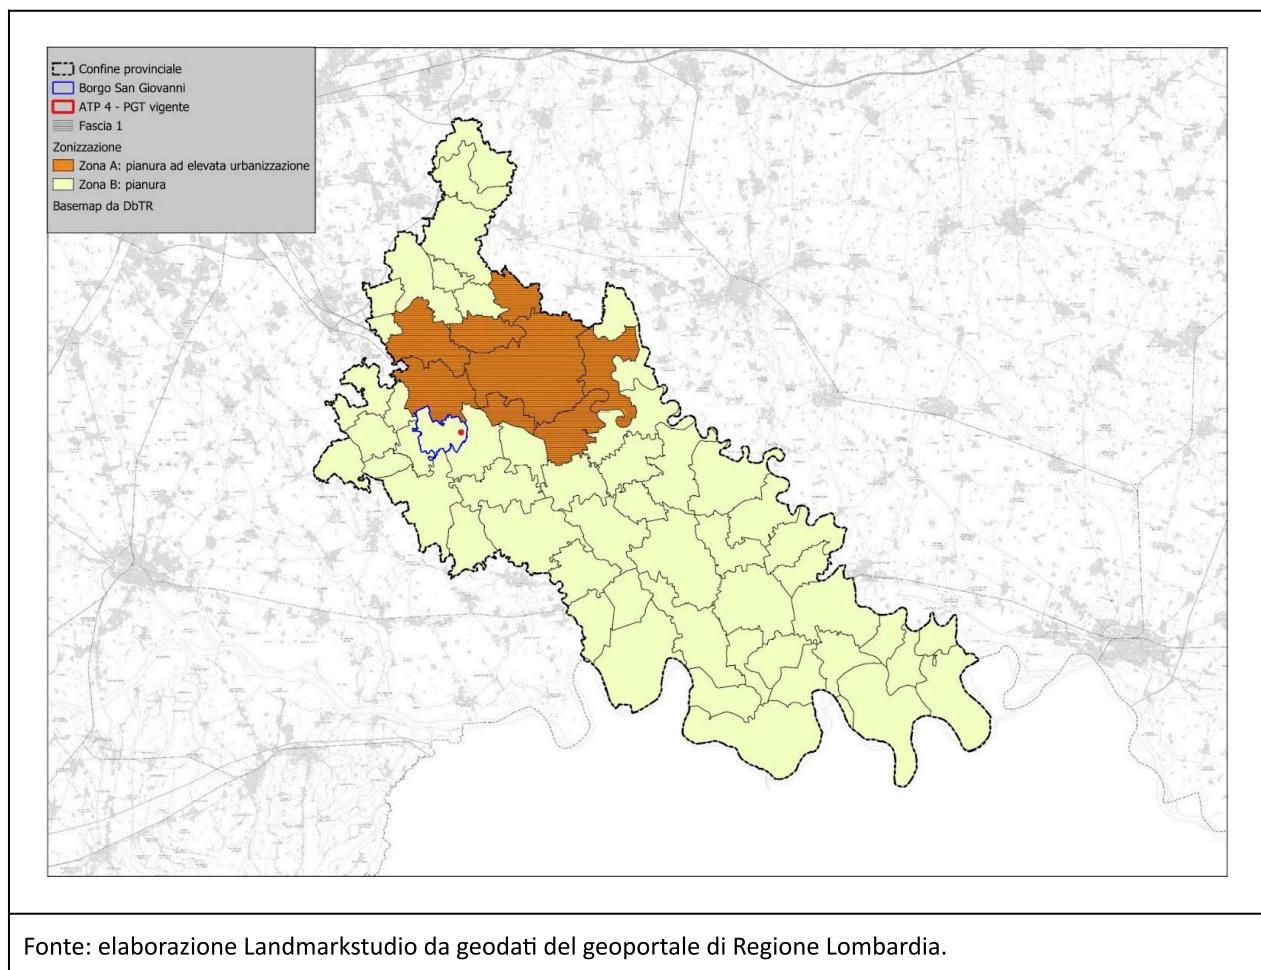 Confine provinciale
Borgo San Giovanni
ATP 4 - PGT vigente
Fascia 1
Zonizzazione
Zona A: pianura ad elevata urbanizzazione
Zona B: pianura
Basemap da DbTR
Fonte: elaborazione Landmarkstudio da geodati del geoportale di Regione Lombardia.